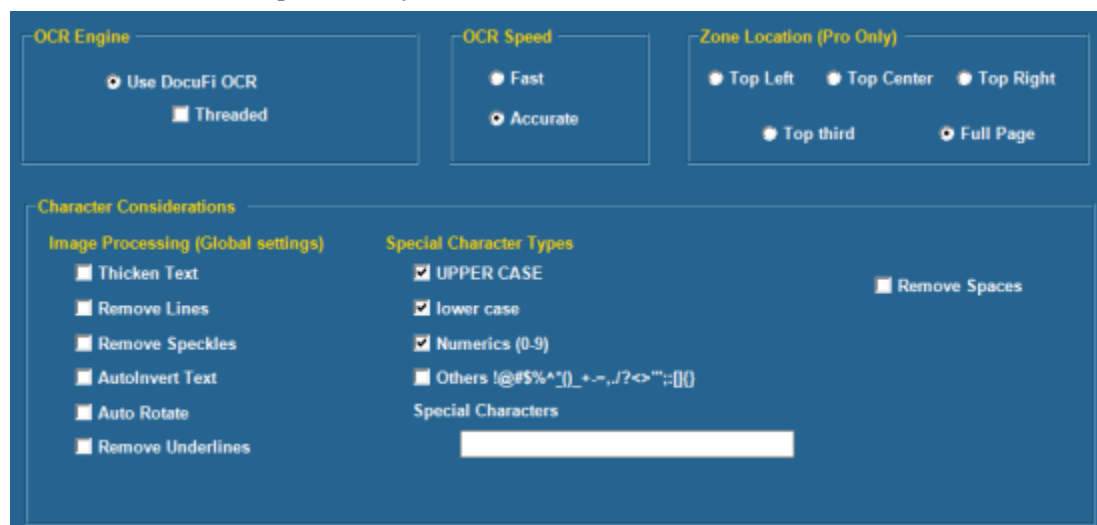 OCR Engine
Use DocuFi OCR
Threaded
OCR Speed
Fast
Accurate
Zone Location (Pro Only)
Top Left Top Center Top Right
Top third Full Page
Character Considerations
Image Processing (Global settings)
Thicken Text
Remove Lines
Remove Speckles
AutoInvert Text
Auto Rotate
Remove Underlines
Special Character Types
UPPER CASE
lower case
Numerics (0-9)
Others !@#$%^*()_+-=,./?<>"';:[]{}
Special Characters
Remove Spaces